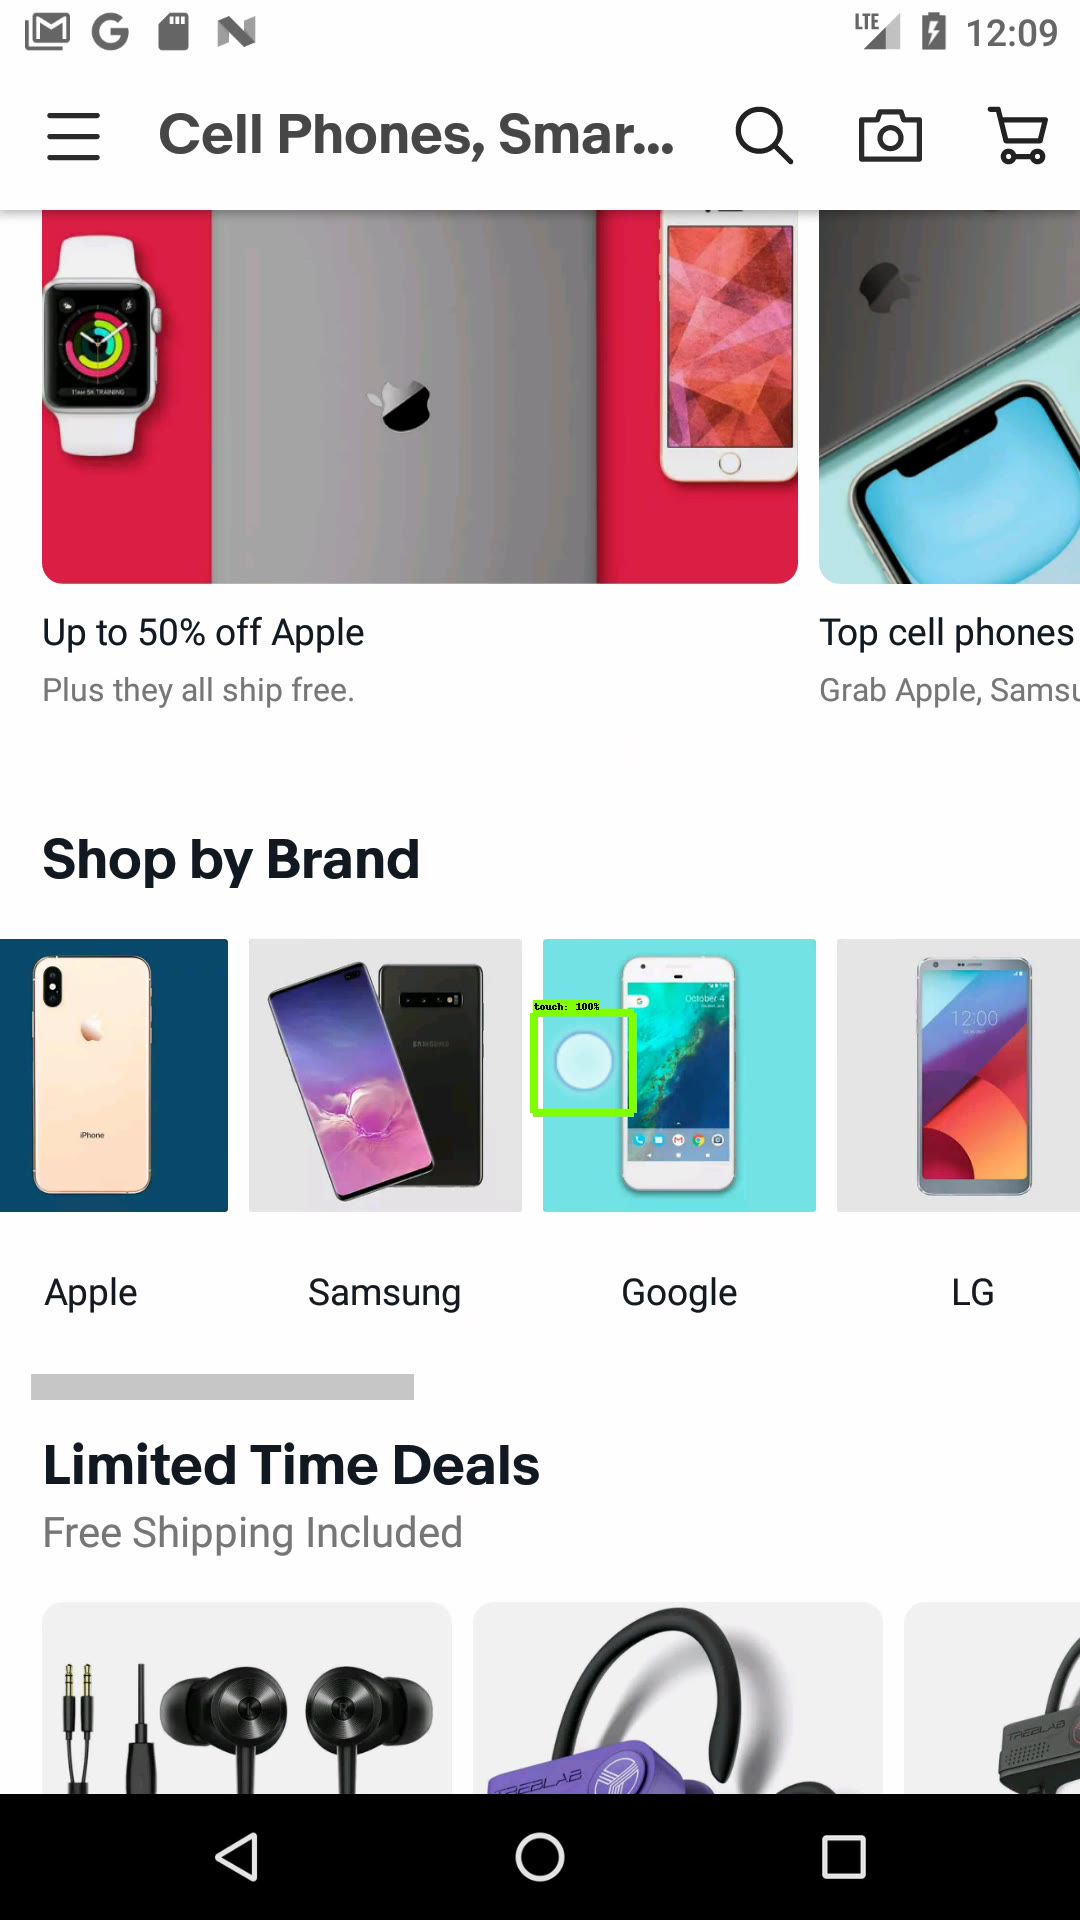 LTE 12:09
Cell Phones, Smar...
Up to 50% off Apple
Plus they all ship free.
Top cell phones
Grab Apple, Samsu
Shop by Brand
touch: 100%
October 4
iPhone
SAMSUNG
12:00
Apple
Samsung
Google
LG
Limited Time Deals
Free Shipping Included
TREBLAB
TREBLAB